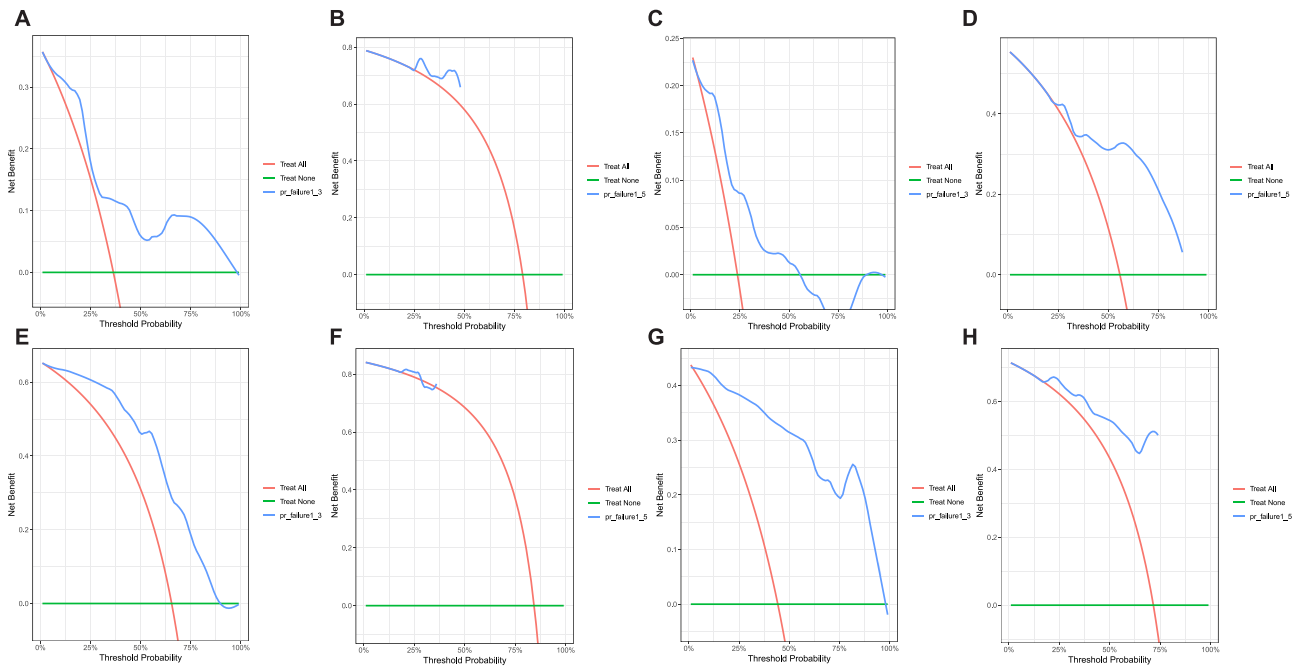 A
Net Benefit
0.3
0.2
0.1
0.0
0%
25%
50%
75%
100%
Threshold Probability
Treat All
Treat None
pr_failure1_3
B
Net Benefit
0.8
0.6
0.4
0.2
0.0
0%
25%
50%
75%
100%
Threshold Probability
Treat All
Treat None
pr_failure1_5
C
Net Benefit
0.25
0.20
0.15
0.10
0.05
0.00
0%
25%
50%
75%
100%
Threshold Probability
Treat All
Treat None
pr_failure1_3
D
Net Benefit
0.4
0.2
0.0
0%
25%
50%
75%
100%
Threshold Probability
Treat All
Treat None
pr_failure1_5
E
Net Benefit
0.6
0.4
0.2
0.0
0%
25%
50%
75%
100%
Threshold Probability
Treat All
Treat None
pr_failure1_3
F
Net Benefit
0.8
0.6
0.4
0.2
0.0
0%
25%
50%
75%
100%
Threshold Probability
Treat All
Treat None
pr_failure1_5
G
Net Benefit
0.4
0.3
0.2
0.1
0.0
0%
25%
50%
75%
100%
Threshold Probability
Treat All
Treat None
pr_failure1_3
H
Net Benefit
0.6
0.4
0.2
0.0
0%
25%
50%
75%
100%
Threshold Probability
Treat All
Treat None
pr_failure1_5